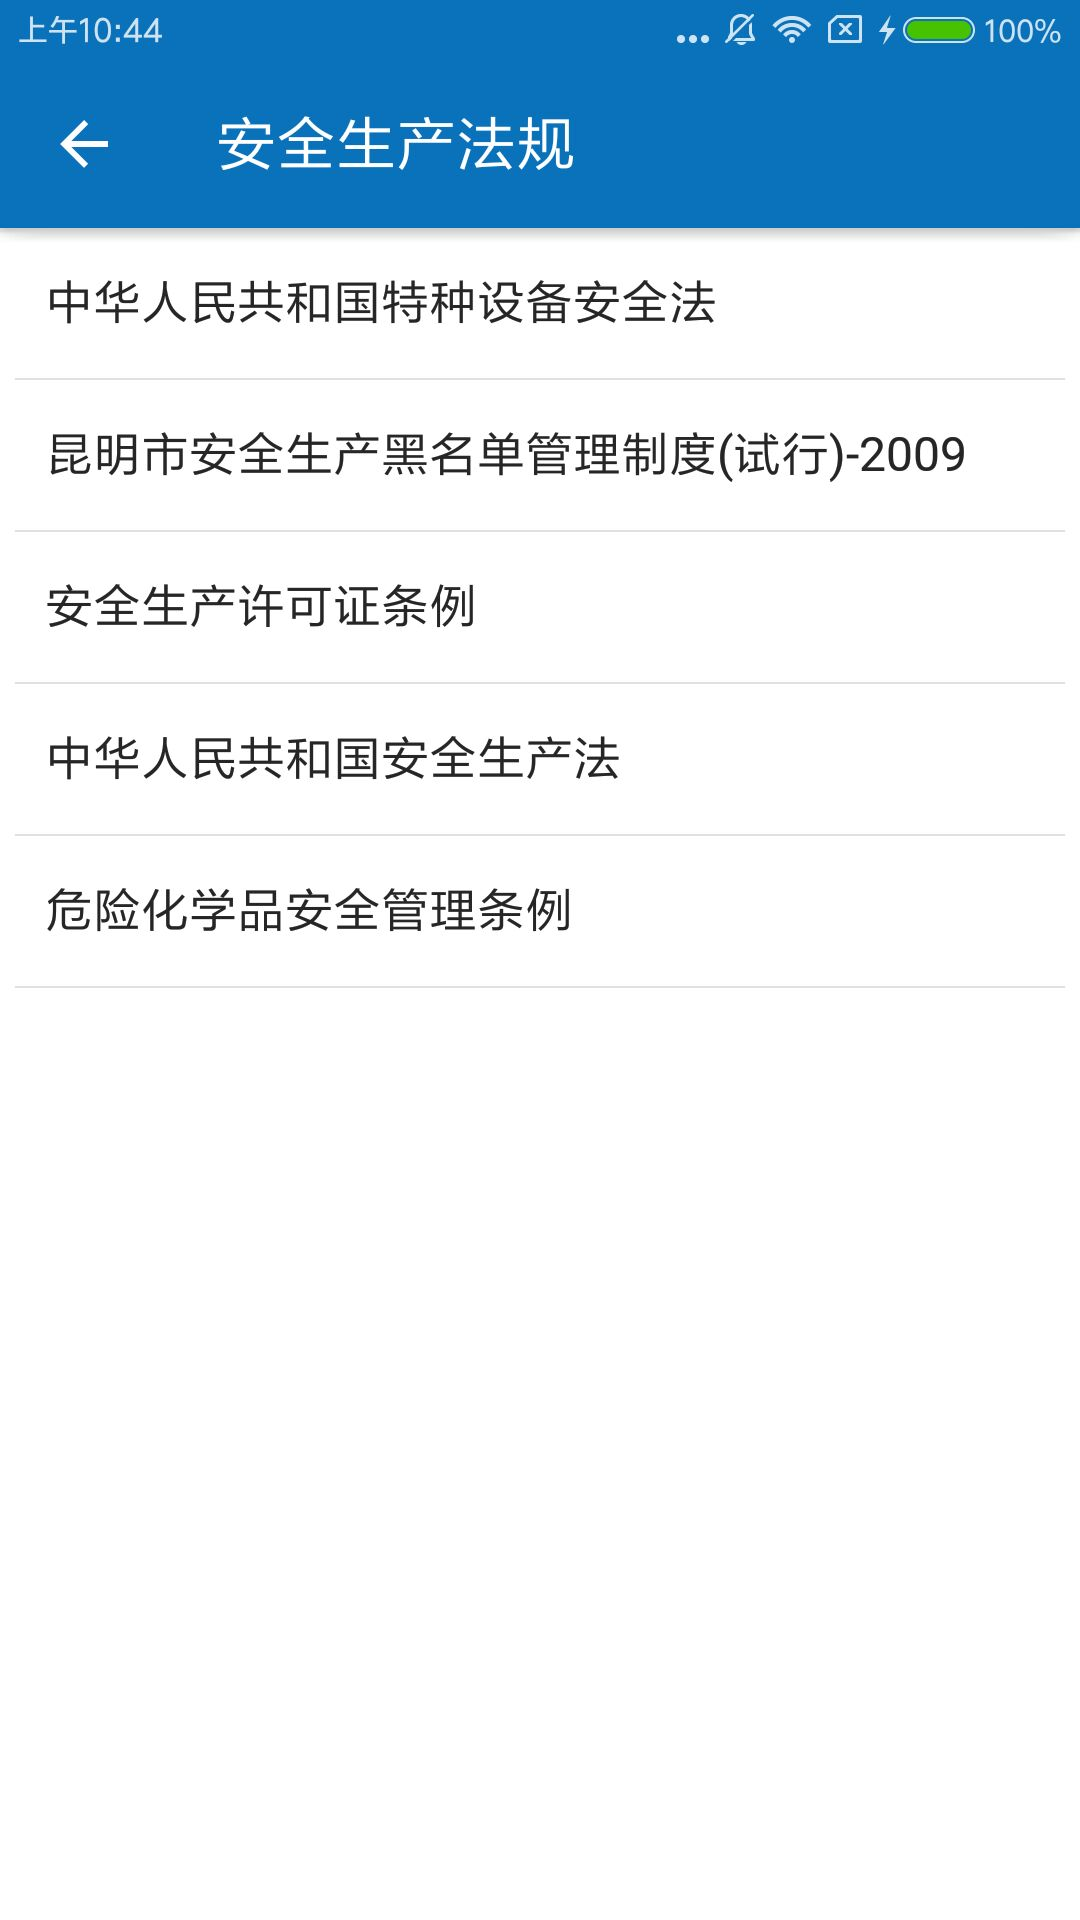 上午10:44
100%
安全生产法规
中华人民共和国特种设备安全法
昆明市安全生产黑名单管理制度(试行)-2009
安全生产许可证条例
中华人民共和国安全生产法
危险化学品安全管理条例